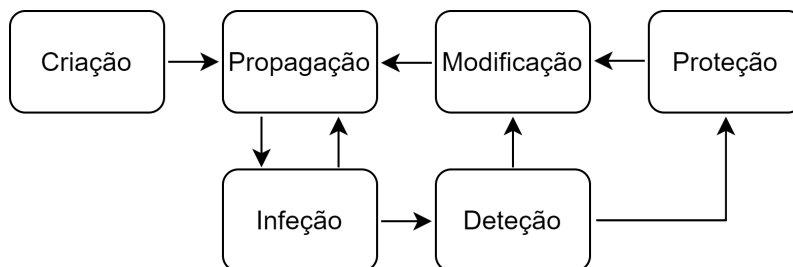 Criação
Propagação
Modificação
Proteção
Infeção
Deteção